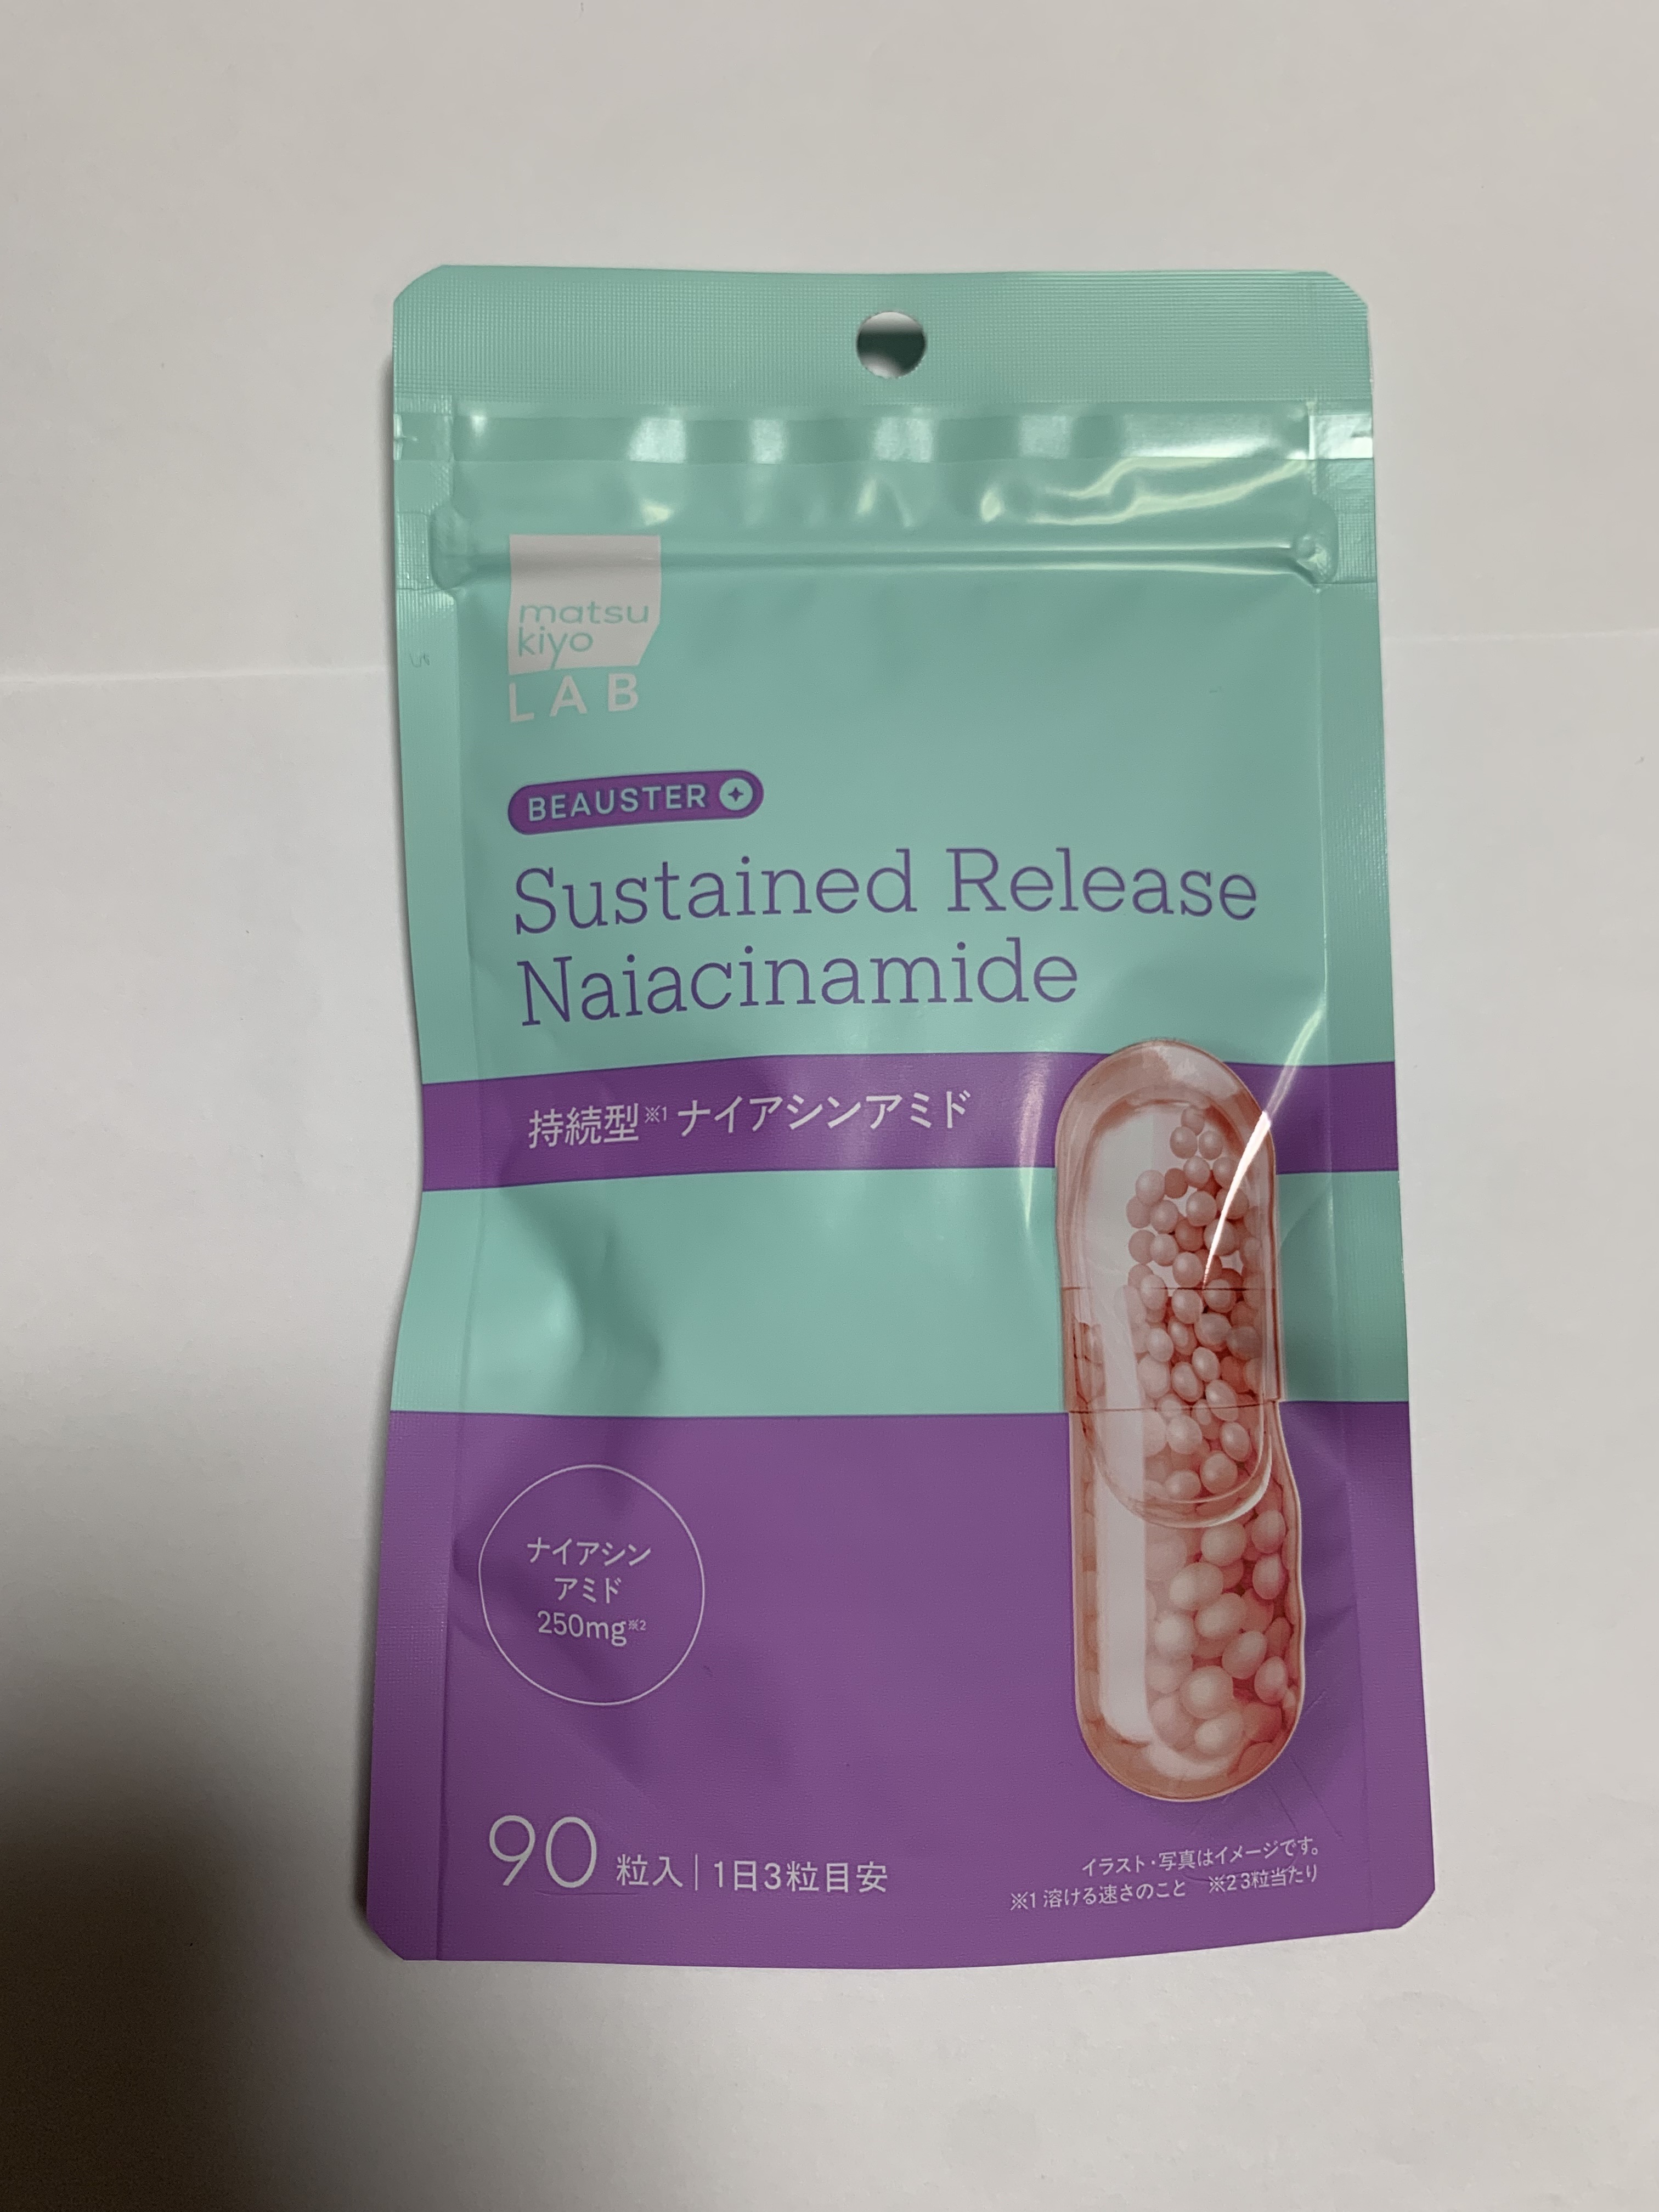 matsu
kiyo
LAB
BEAUSTER
Sustained Release
Naiacinamide
持続型※1 ナイアシンアミド
ナイアシン
アミド
250mg※2
90 粒入 | 1日3粒目安
イラスト・写真はイメージです。
※1 溶ける速さのこと ※2 3粒当たり